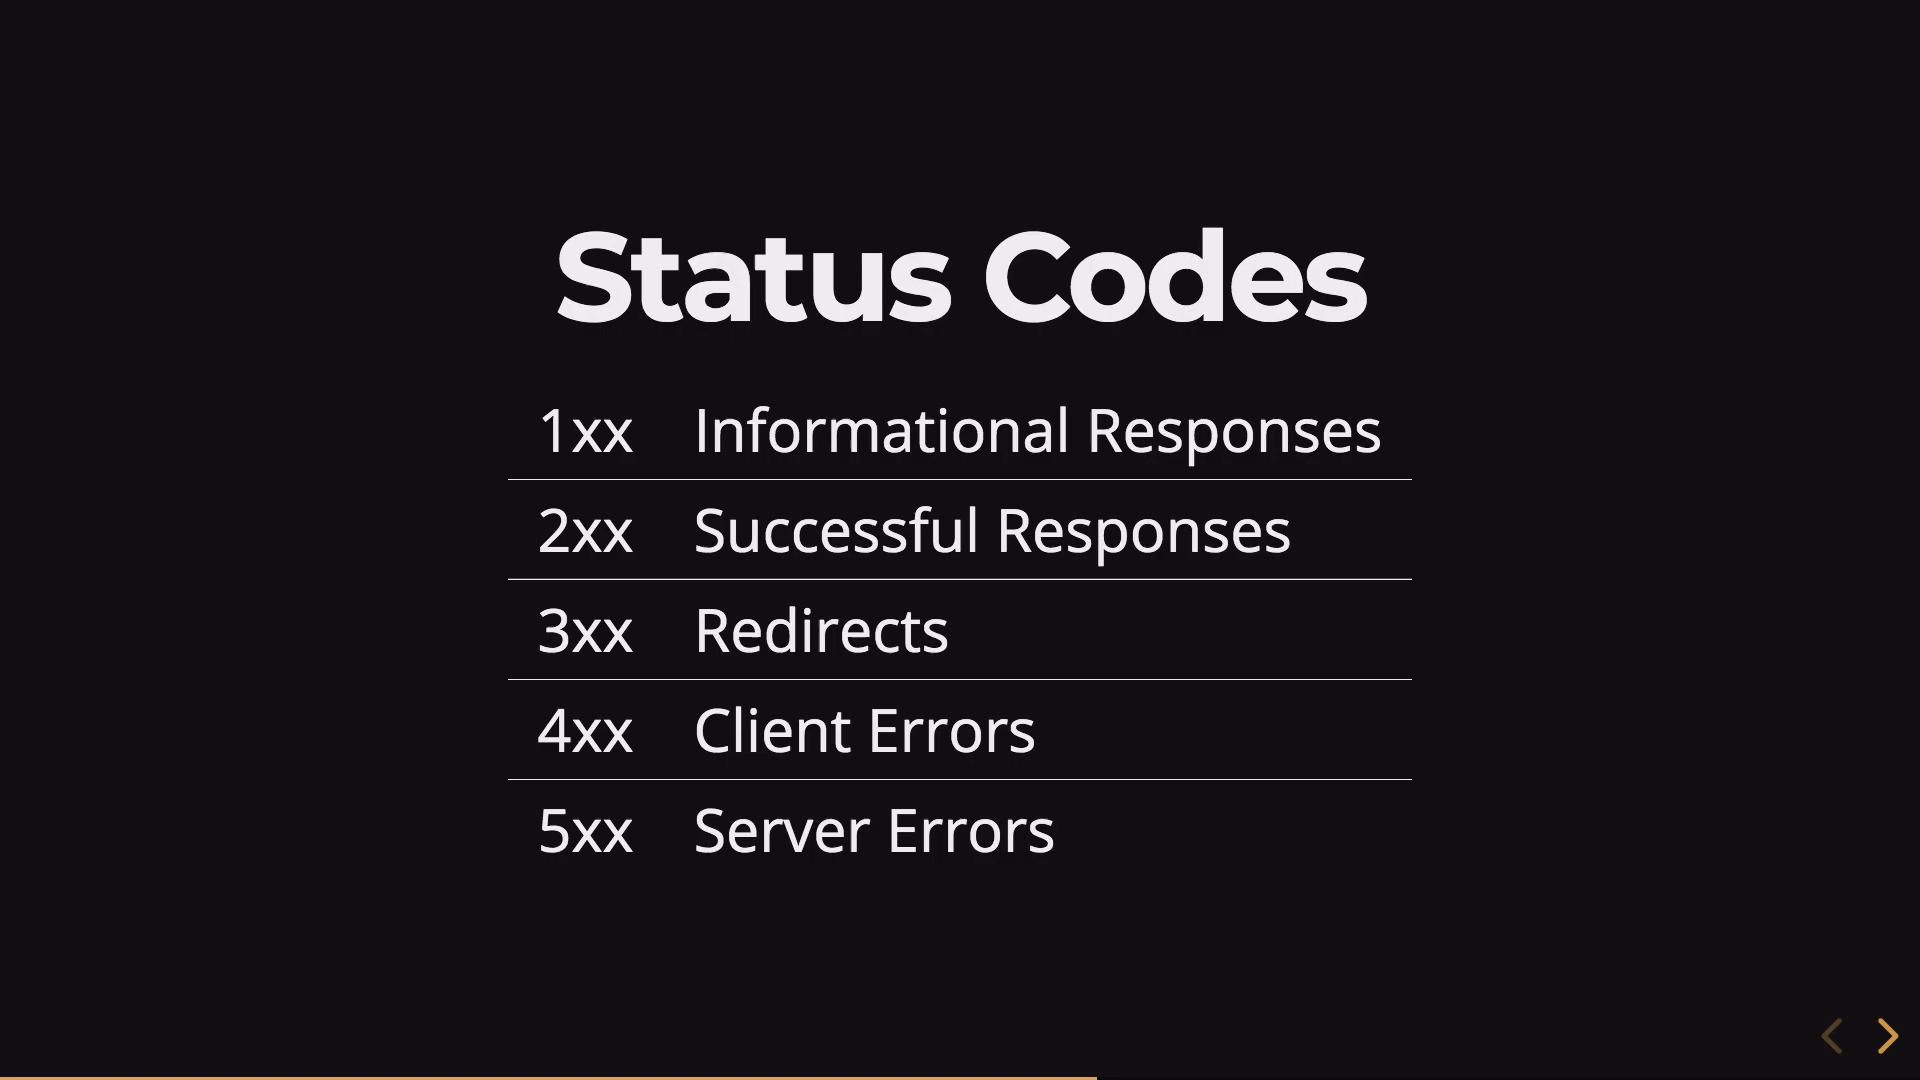 Status Codes
1xx Informational Responses
2xx Successful Responses
3xx Redirects
4xx Client Errors
5xx Server Errors